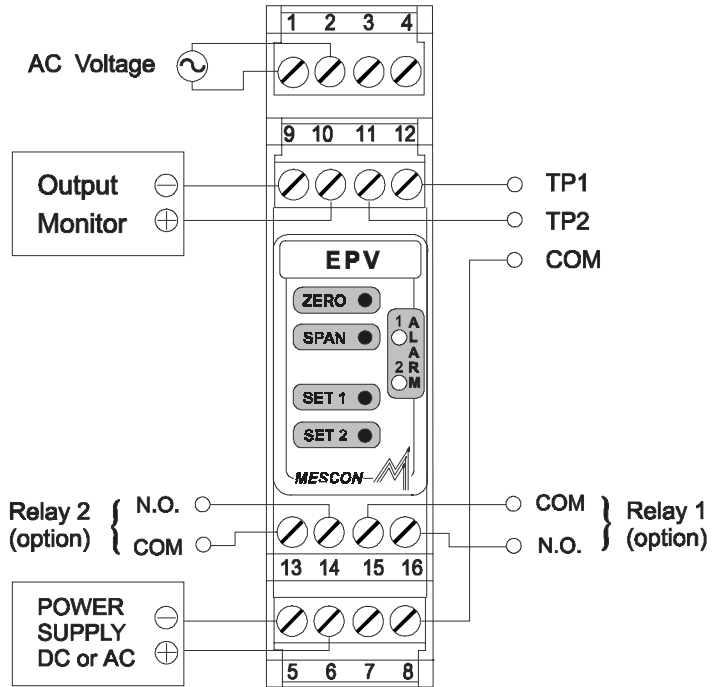 1 2 3 4
AC Voltage
9 10 11 12
Output
Monitor
TP1
TP2
COM
EPV
ZERO
SPAN
1
2
ALARM
SET 1
SET 2
MESCON
Relay 2
(option)
N.O.
COM
COM
N.O.
Relay 1
(option)
13 14 15 16
POWER
SUPPLY
DC or AC
5 6 7 8